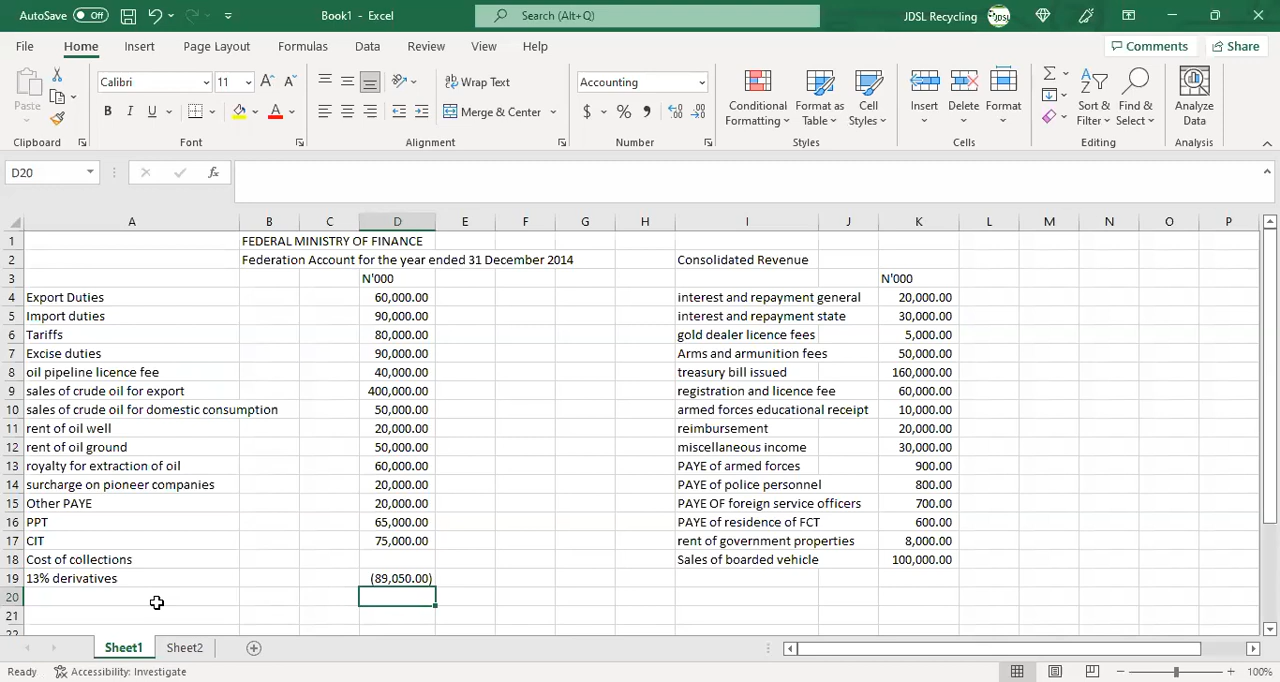 AutoSave Off Book1 - Excel Search (Alt+Q) JDSL Recycling
File Home Insert Page Layout Formulas Data Review View Help Comments Share
Paste Calibri 11 Wrap Text Accounting Conditional Formatting Format as Table Cell Styles Insert Delete Format Sort & Filter Find & Select Analyze Data
B I U Merge & Center $ %
Clipboard Font Alignment Number Styles Cells Editing Analysis
D20 fx
A B C D E F G H I J K L M N O P
1 FEDERAL MINISTRY OF FINANCE
2 Federation Account for the year ended 31 December 2014 Consolidated Revenue
3 N'000 N'000
4 Export Duties 60,000.00 interest and repayment general 20,000.00
5 Import duties 90,000.00 interest and repayment state 30,000.00
6 Tariffs 80,000.00 gold dealer licence fees 5,000.00
7 Excise duties 90,000.00 Arms and armunition fees 50,000.00
8 oil pipeline licence fee 40,000.00 treasury bill issued 160,000.00
9 sales of crude oil for export 400,000.00 registration and licence fee 60,000.00
10 sales of crude oil for domestic consumption 50,000.00 armed forces educational receipt 10,000.00
11 rent of oil well 20,000.00 reimbursement 20,000.00
12 rent of oil ground 50,000.00 miscellaneous income 30,000.00
13 royalty for extraction of oil 60,000.00 PAYE of armed forces 900.00
14 surcharge on pioneer companies 20,000.00 PAYE of police personnel 800.00
15 Other PAYE 20,000.00 PAYE OF foreign service officers 700.00
16 PPT 65,000.00 PAYE of residence of FCT 600.00
17 CIT 75,000.00 rent of government properties 8,000.00
18 Cost of collections Sales of boarded vehicle 100,000.00
19 13% derivatives (89,050.00)
20
21
22
Sheet1 Sheet2
Ready Accessibility: Investigate 100%